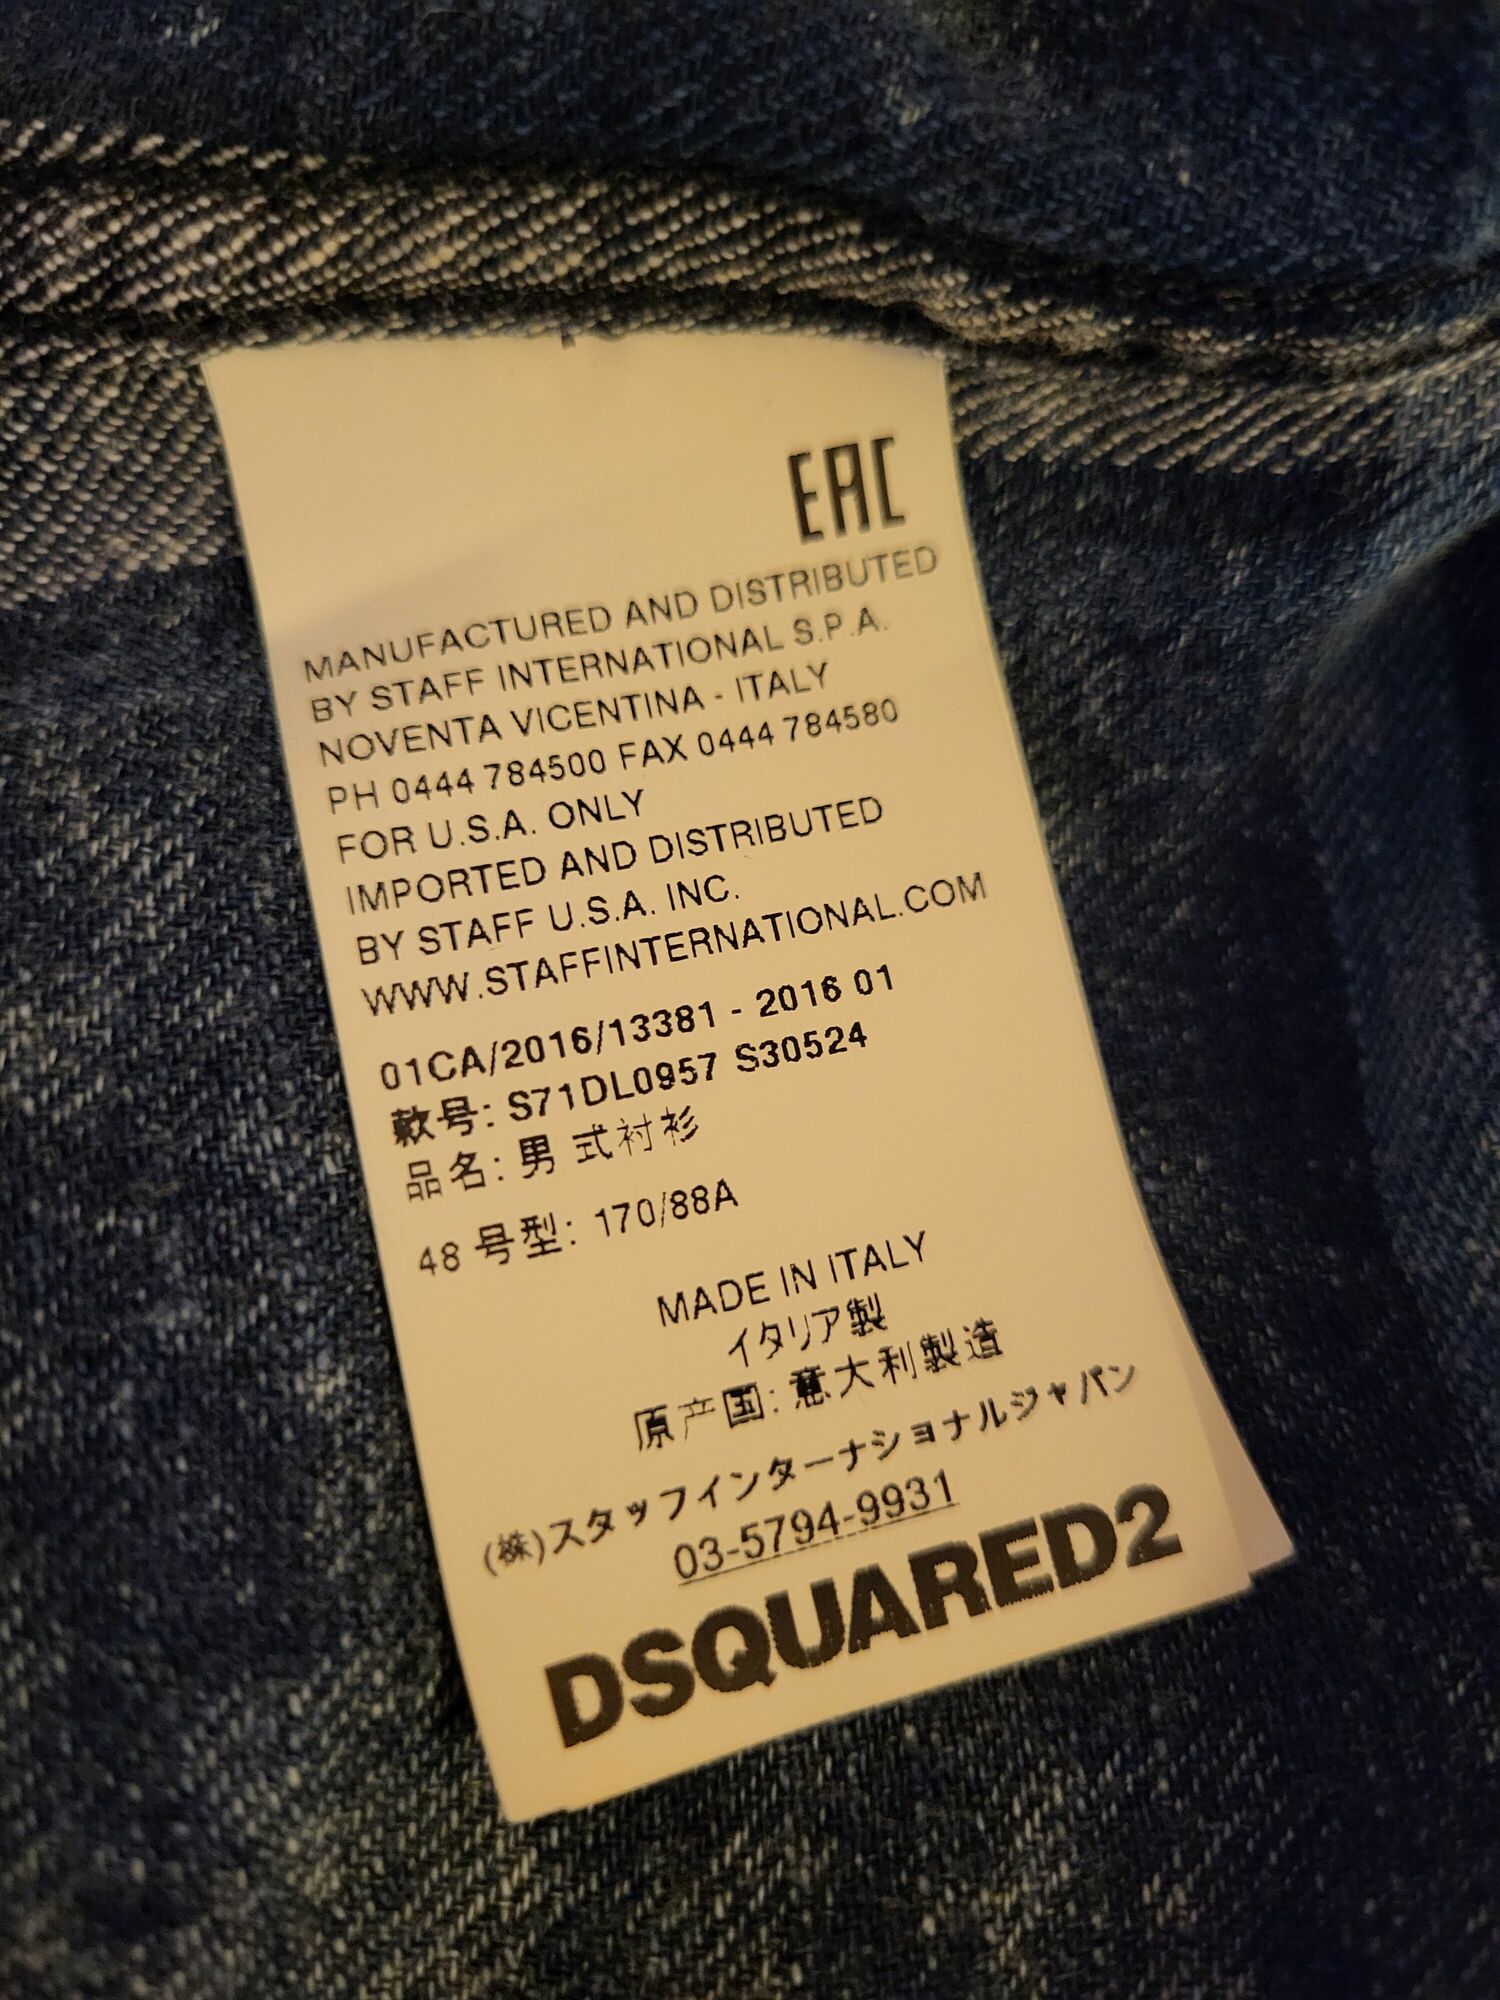 EAC
MANUFACTURED AND DISTRIBUTED
BY STAFF INTERNATIONAL S.P.A.
NOVENTA VICENTINA - ITALY
PH 0444 784500 FAX 0444 784580
FOR U.S.A. ONLY
IMPORTED AND DISTRIBUTED
BY STAFF U.S.A. INC.
WWW.STAFFINTERNATIONAL.COM
01CA/2016/13381 - 2016 01
款号: S71DL0957 S30524
品名: 男式衬衫
48 号型: 170/88A
MADE IN ITALY
イタリア製
原产国: 意大利製造
(株)スタッフインターナショナルジャパン
03-5794-9931
DSQUARED2